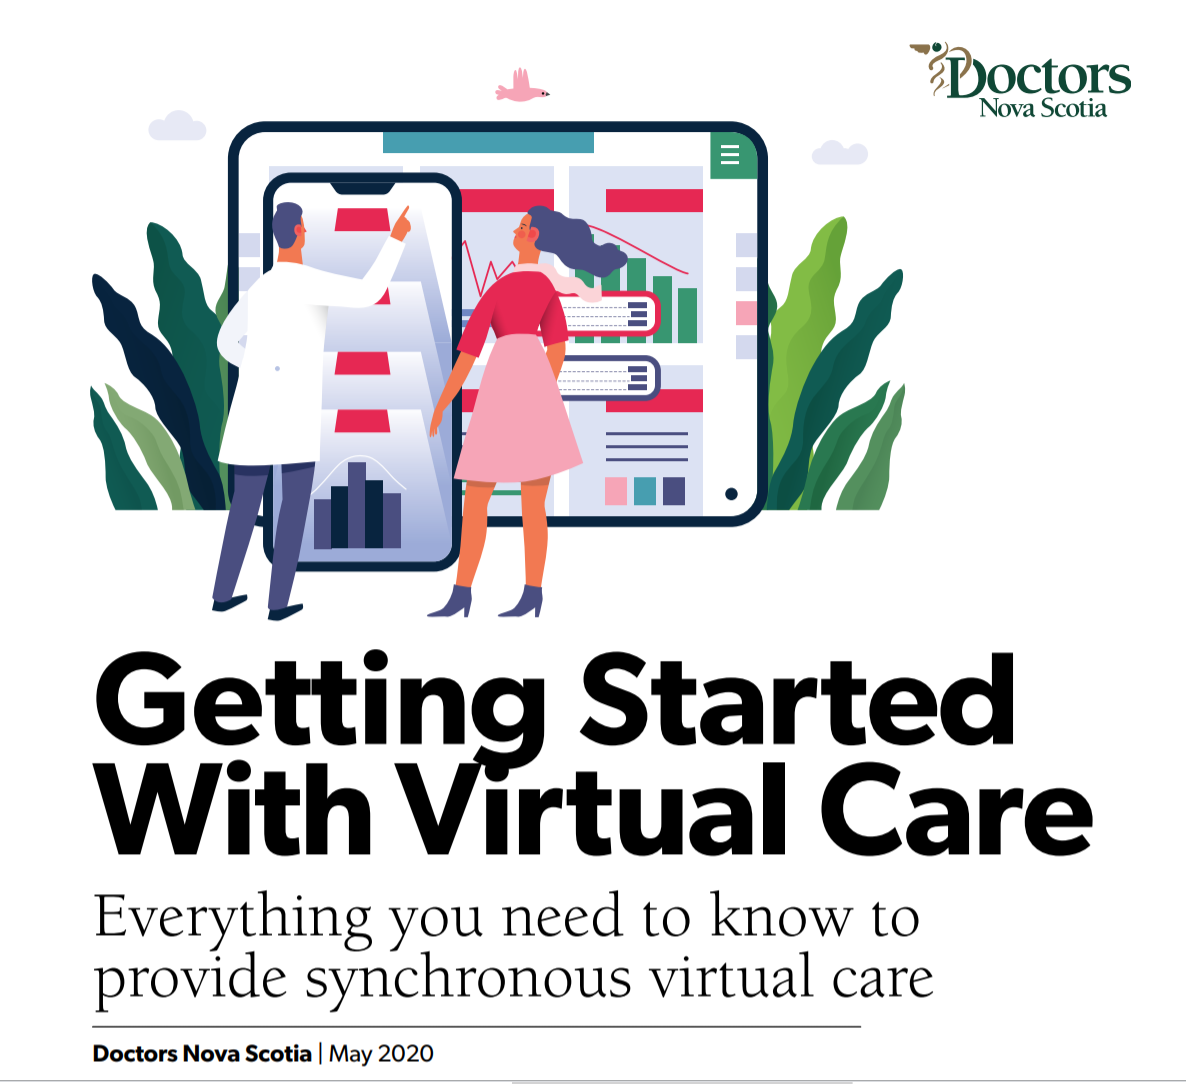 Doctors
Nova Scotia
Getting Started
With Virtual Care
Everything you need to know to
provide synchronous virtual care
Doctors Nova Scotia | May 2020